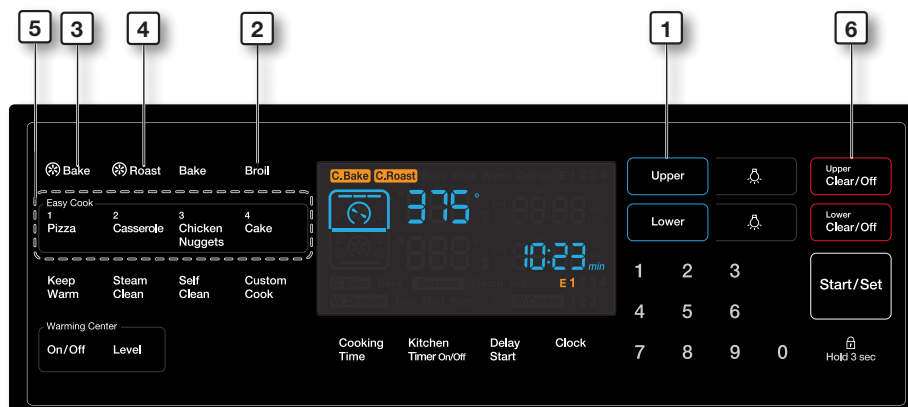 5 3 4 2 1 6
Bake Roast Bake Broil
Easy Cook
1 2 3 4
Pizza Casserole Chicken Nuggets Cake
Keep Warm Steam Clean Self Clean Custom Cook
Warming Center
On/Off Level
C.Bake C.Roast
375°
10:23 min
E 1
Cooking Time Kitchen Timer On/Off Delay Start Clock
Upper
Lower
1 2 3
4 5 6
7 8 9 0
Upper Clear/Off
Lower Clear/Off
Start/Set
Hold 3 sec